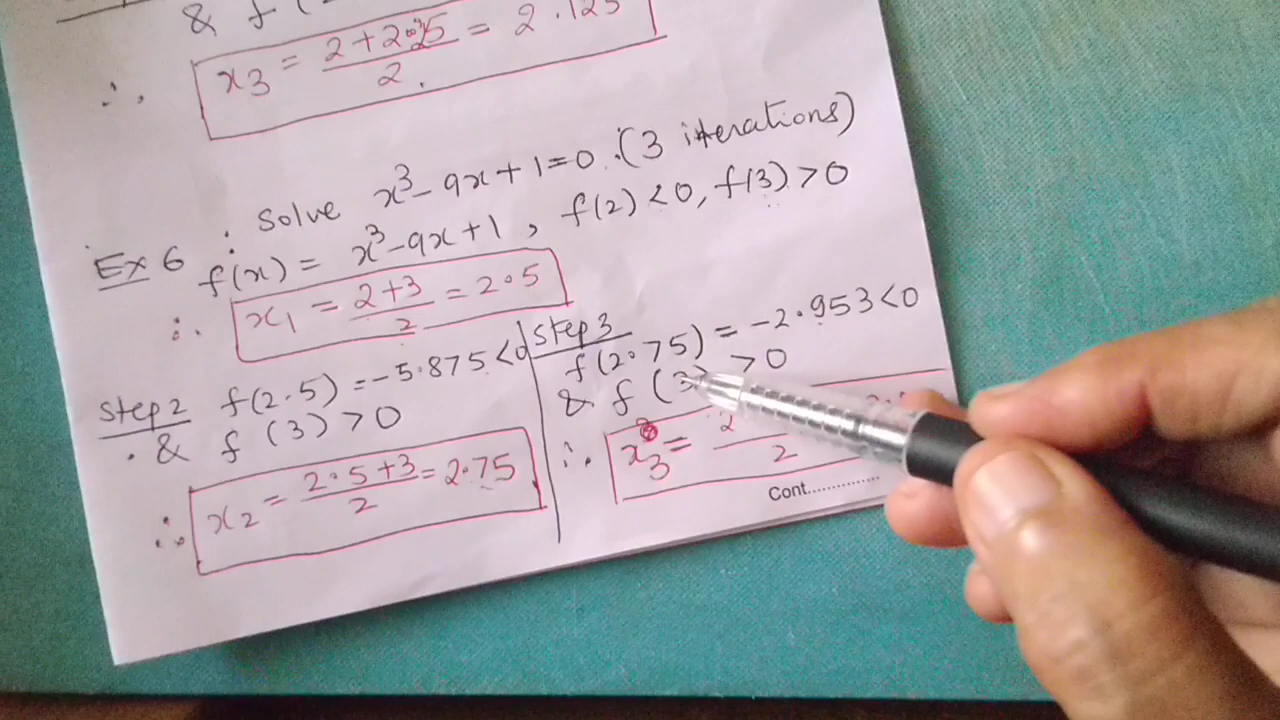 & f(
∴ x3 = 2+2.25/2 = 2.125
Ex 6 : Solve x³-9x+1=0.(3 iterations)
f(x) = x³-9x+1, f(2)<0, f(3)>0
∴ x1 = 2+3/2 = 2.5
Step 2 f(2.5) = -5.875<0
& f (3) >0
∴ x2 = 2.5+3/2 = 2.75
Step 3
f(2.75) = -2.953<0
& f (3) >0
∴ x3 = 2
Cont..............